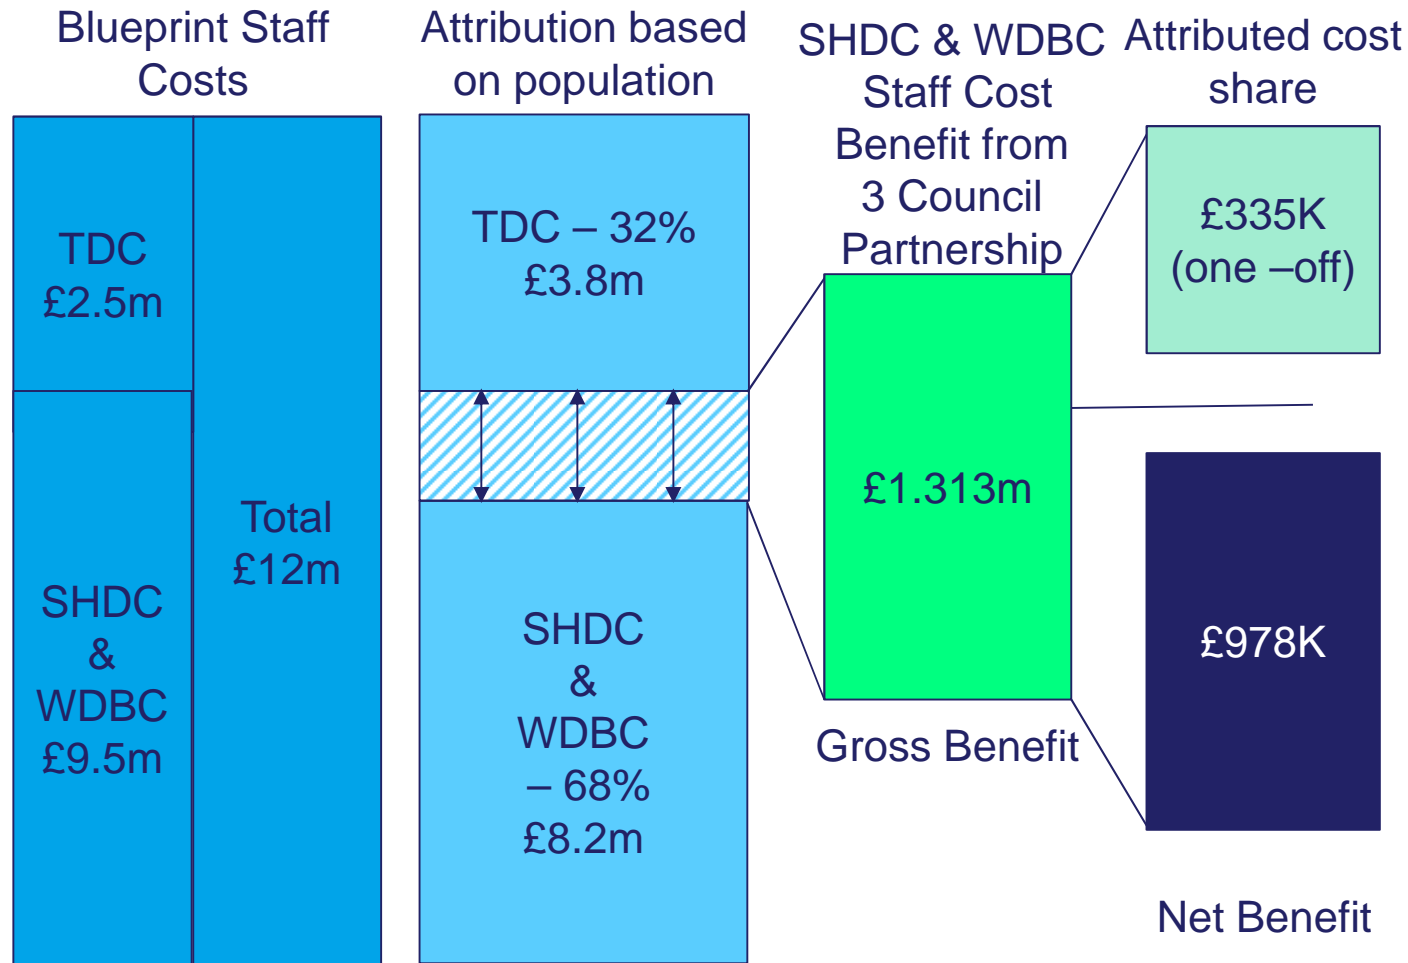 Blueprint Staff
Costs
TDC
£2.5m
SHDC
&
WDBC
£9.5m
Total
£12m
Attribution based
on population
TDC – 32%
£3.8m
SHDC
&
WDBC
– 68%
£8.2m
SHDC & WDBC
Staff Cost
Benefit from
3 Council
Partnership
£1.313m
Gross Benefit
Attributed cost
share
£335K
(one –off)
£978K
Net Benefit